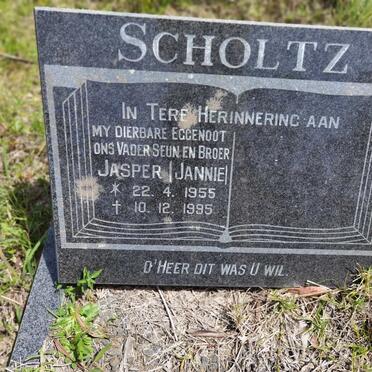 SCHOLTZ
IN TERE HERINNERING AAN
MY DIERBARE EGGENOOT
ONS VADER SEUN EN BROER
JASPER (JANNIE)
* 22. 4. 1955
† 10. 12. 1995
O' HEER DIT WAS U WIL.